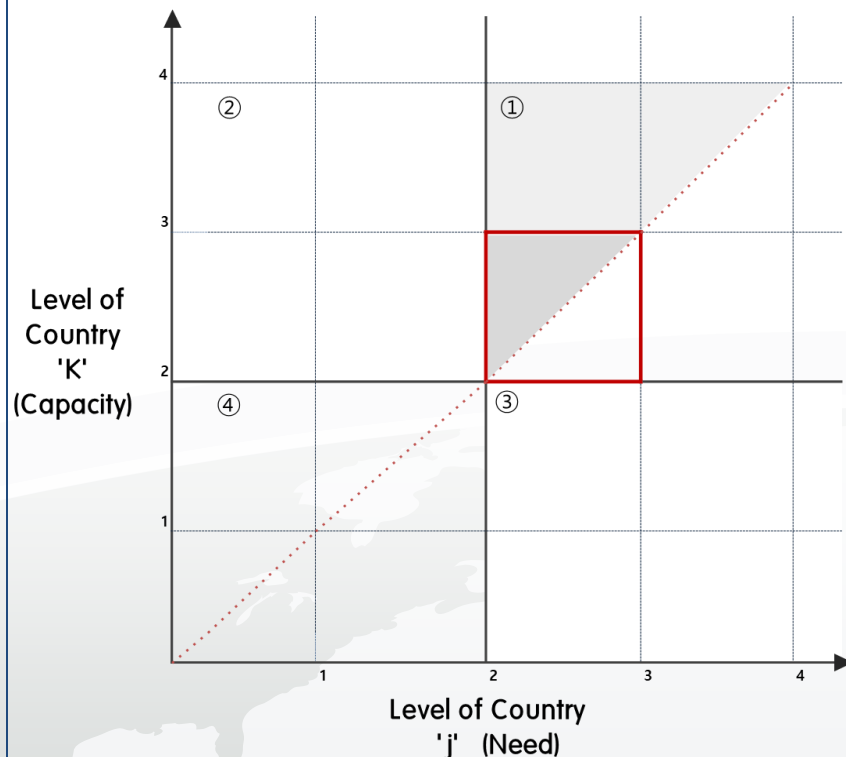 4
②
①
3
Level of
Country
'K'
(Capacity)
2
④
③
1
1
2
3
4
Level of Country
'j' (Need)